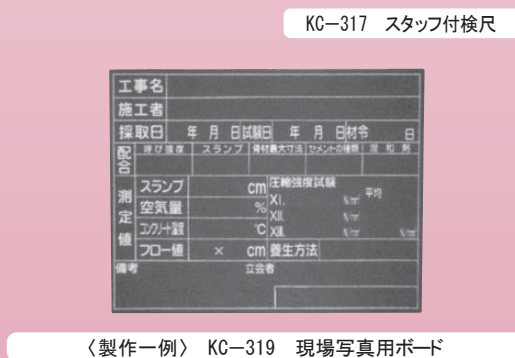 KC－317　スタッフ付検尺
工事名
施工者
採取日　年　月　日　試験日　年　月　日　材令　日
配合　呼び強度　スランプ　骨材最大寸法　セメントの種類　混和剤
測定値
スランプ　cm　圧縮強度試験
空気量　%　XⅠ.　N/m㎡　平均
コンクリート温度　℃　XⅡ.　N/m㎡
XⅢ.　N/m㎡　N/m㎡
フロー値　×　cm　養生方法
備考　立会者
〈製作一例〉　KC－319　現場写真用ボード